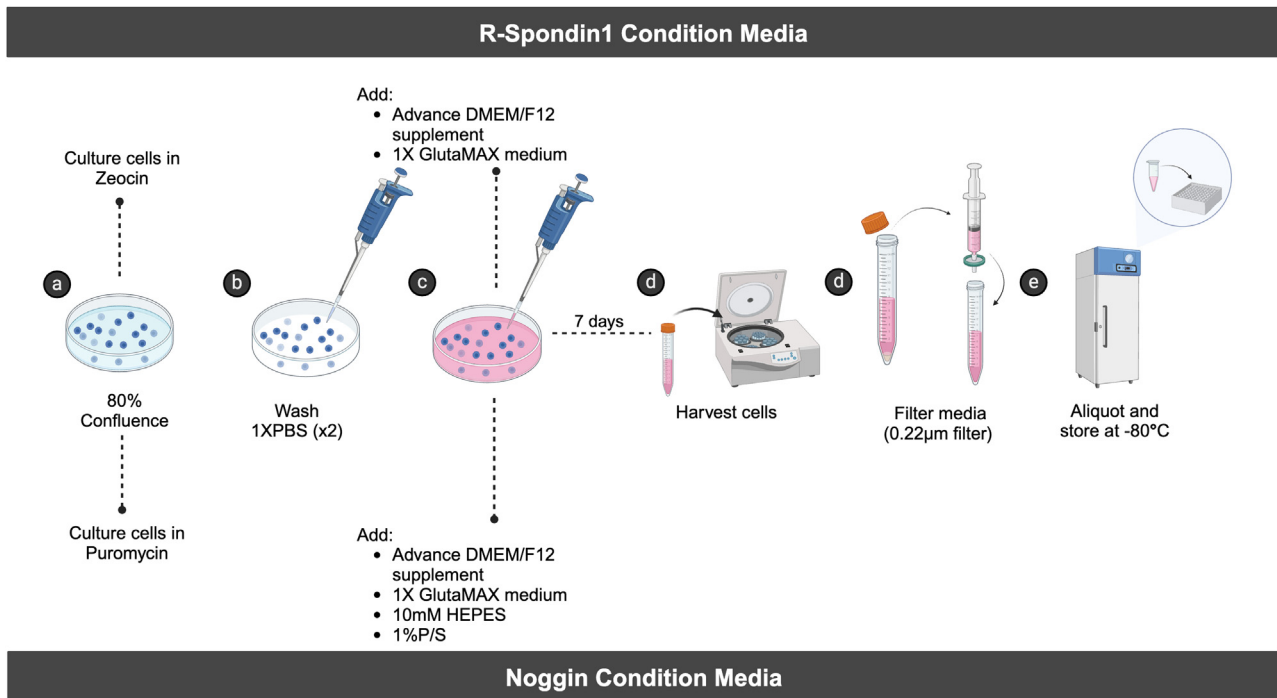 R-Spondin1 Condition Media
Add:
• Advance DMEM/F12
supplement
• 1X GlutaMAX medium
Culture cells in
Zeocin
a
b
c
7 days
d
d
e
80%
Confluence
Wash
1XPBS (x2)
Harvest cells
Filter media
(0.22µm filter)
Aliquot and
store at -80°C
Culture cells in
Puromycin
Add:
• Advance DMEM/F12
supplement
• 1X GlutaMAX medium
• 10mM HEPES
• 1%P/S
Noggin Condition Media